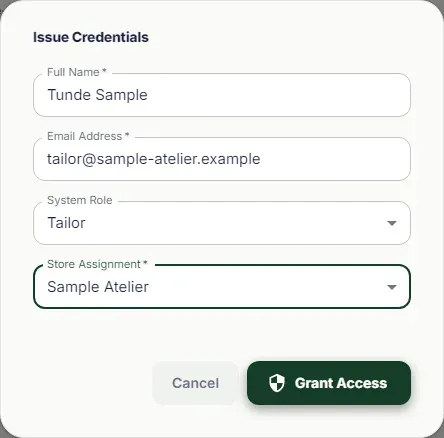 Issue Credentials
Full Name *
Tunde Sample
Email Address *
tailor@sample-atelier.example
System Role
Tailor
Store Assignment *
Sample Atelier
Cancel
Grant Access